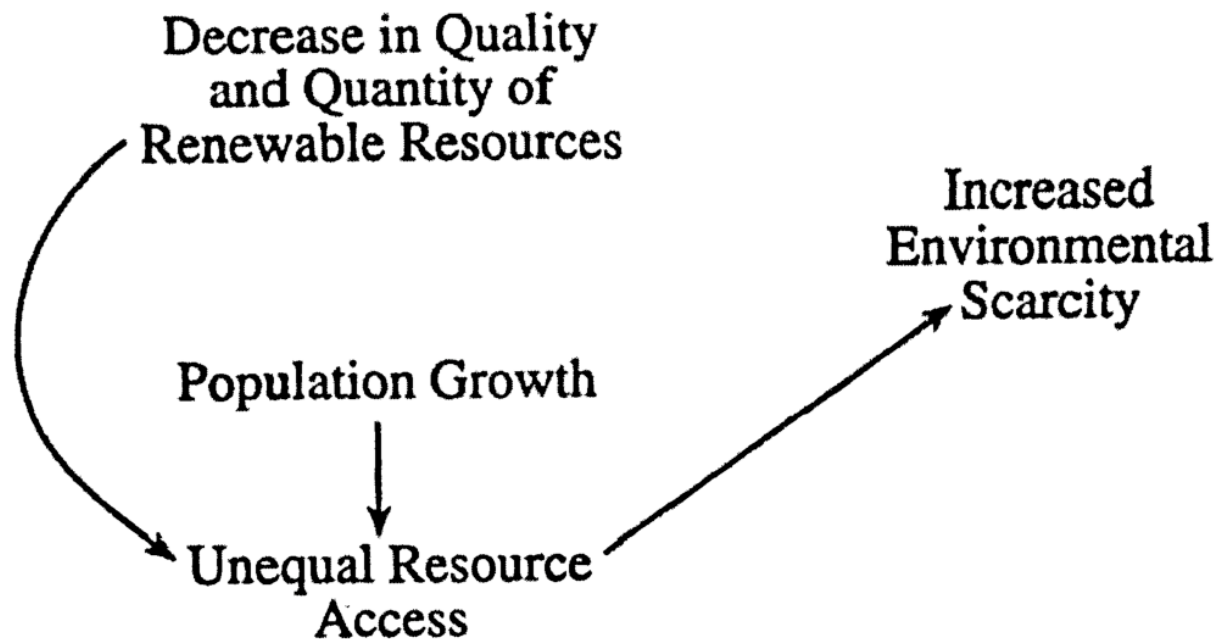 Decrease in Quality
and Quantity of
Renewable Resources
Increased
Environmental
Scarcity
Population Growth
Unequal Resource
Access